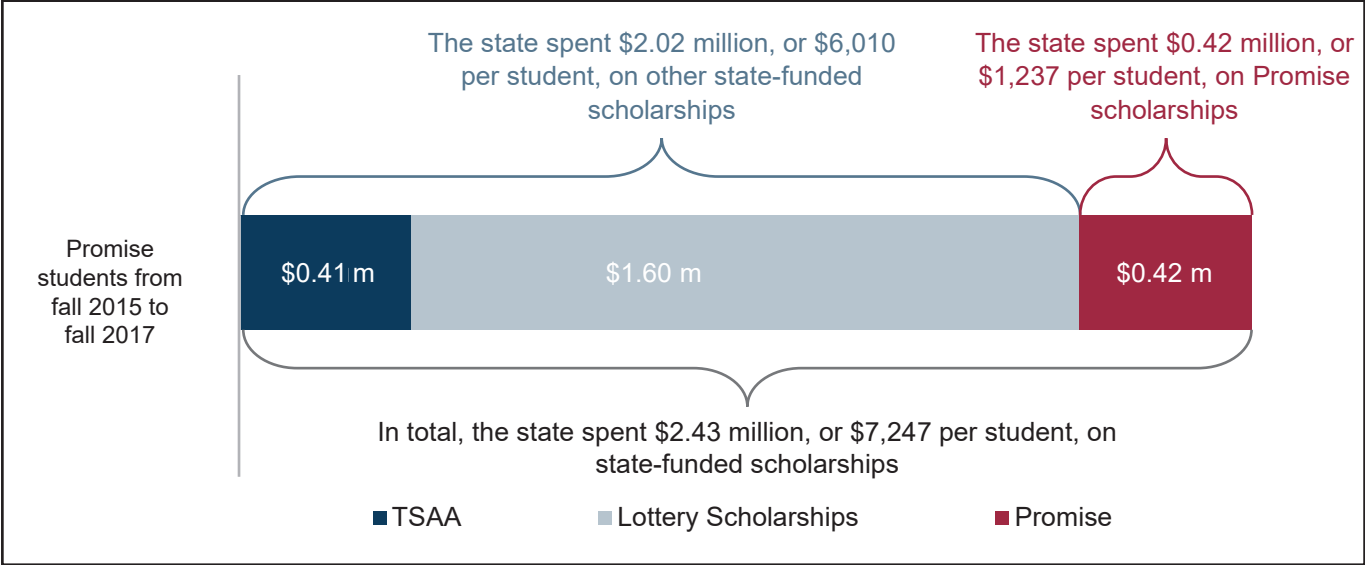 The state spent $2.02 million, or $6,010
per student, on other state-funded
scholarships
The state spent $0.42 million, or
$1,237 per student, on Promise
scholarships
Promise
students from
fall 2015 to
fall 2017
$0.41 m
$1.60 m
$0.42 m
In total, the state spent $2.43 million, or $7,247 per student, on
state-funded scholarships
TSAA
Lottery Scholarships
Promise